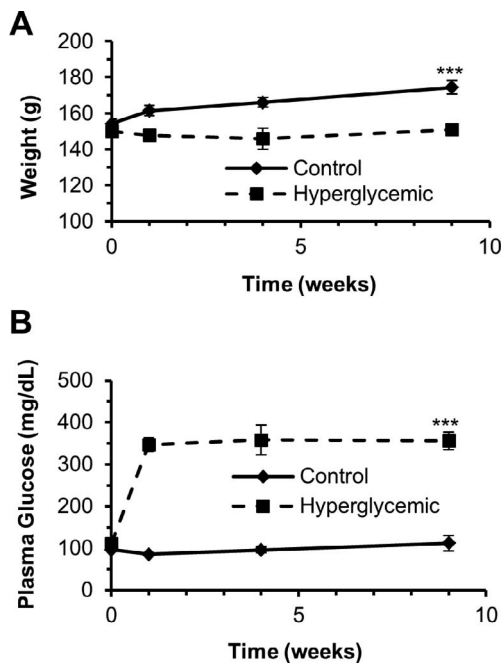 A
200
180
160
140
120
100
***
Weight (g)
Control
Hyperglycemic
0
5
10
Time (weeks)
B
500
400
300
200
100
0
***
Plasma Glucose (mg/dL)
Control
Hyperglycemic
0
5
10
Time (weeks)